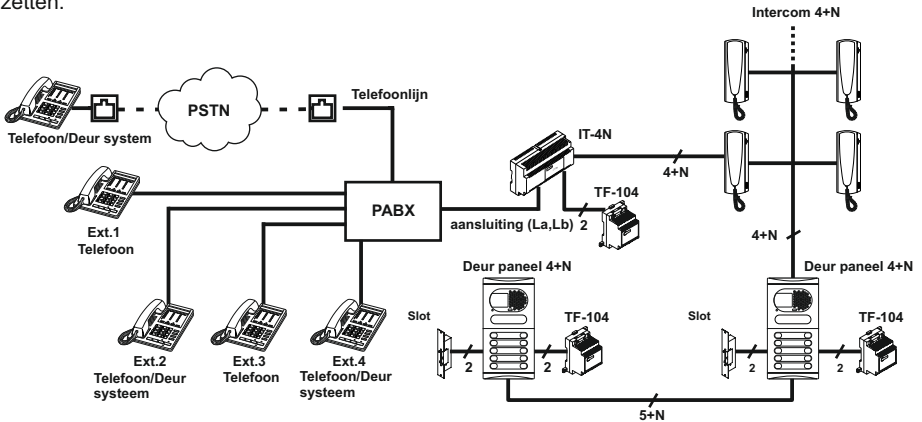 zetten.
Intercom 4+N
PSTN
Telefoonlijn
Telefoon/Deur system
IT-4N
4+N
TF-104
PABX
aansluiting (La,Lb)
2
Ext.1
Telefoon
4+N
Deur paneel 4+N
Deur paneel 4+N
Slot
TF-104
Slot
TF-104
2
2
2
2
Ext.2
Telefoon/Deur
systeem
Ext.3
Telefoon
Ext.4
Telefoon/Deur
systeem
5+N